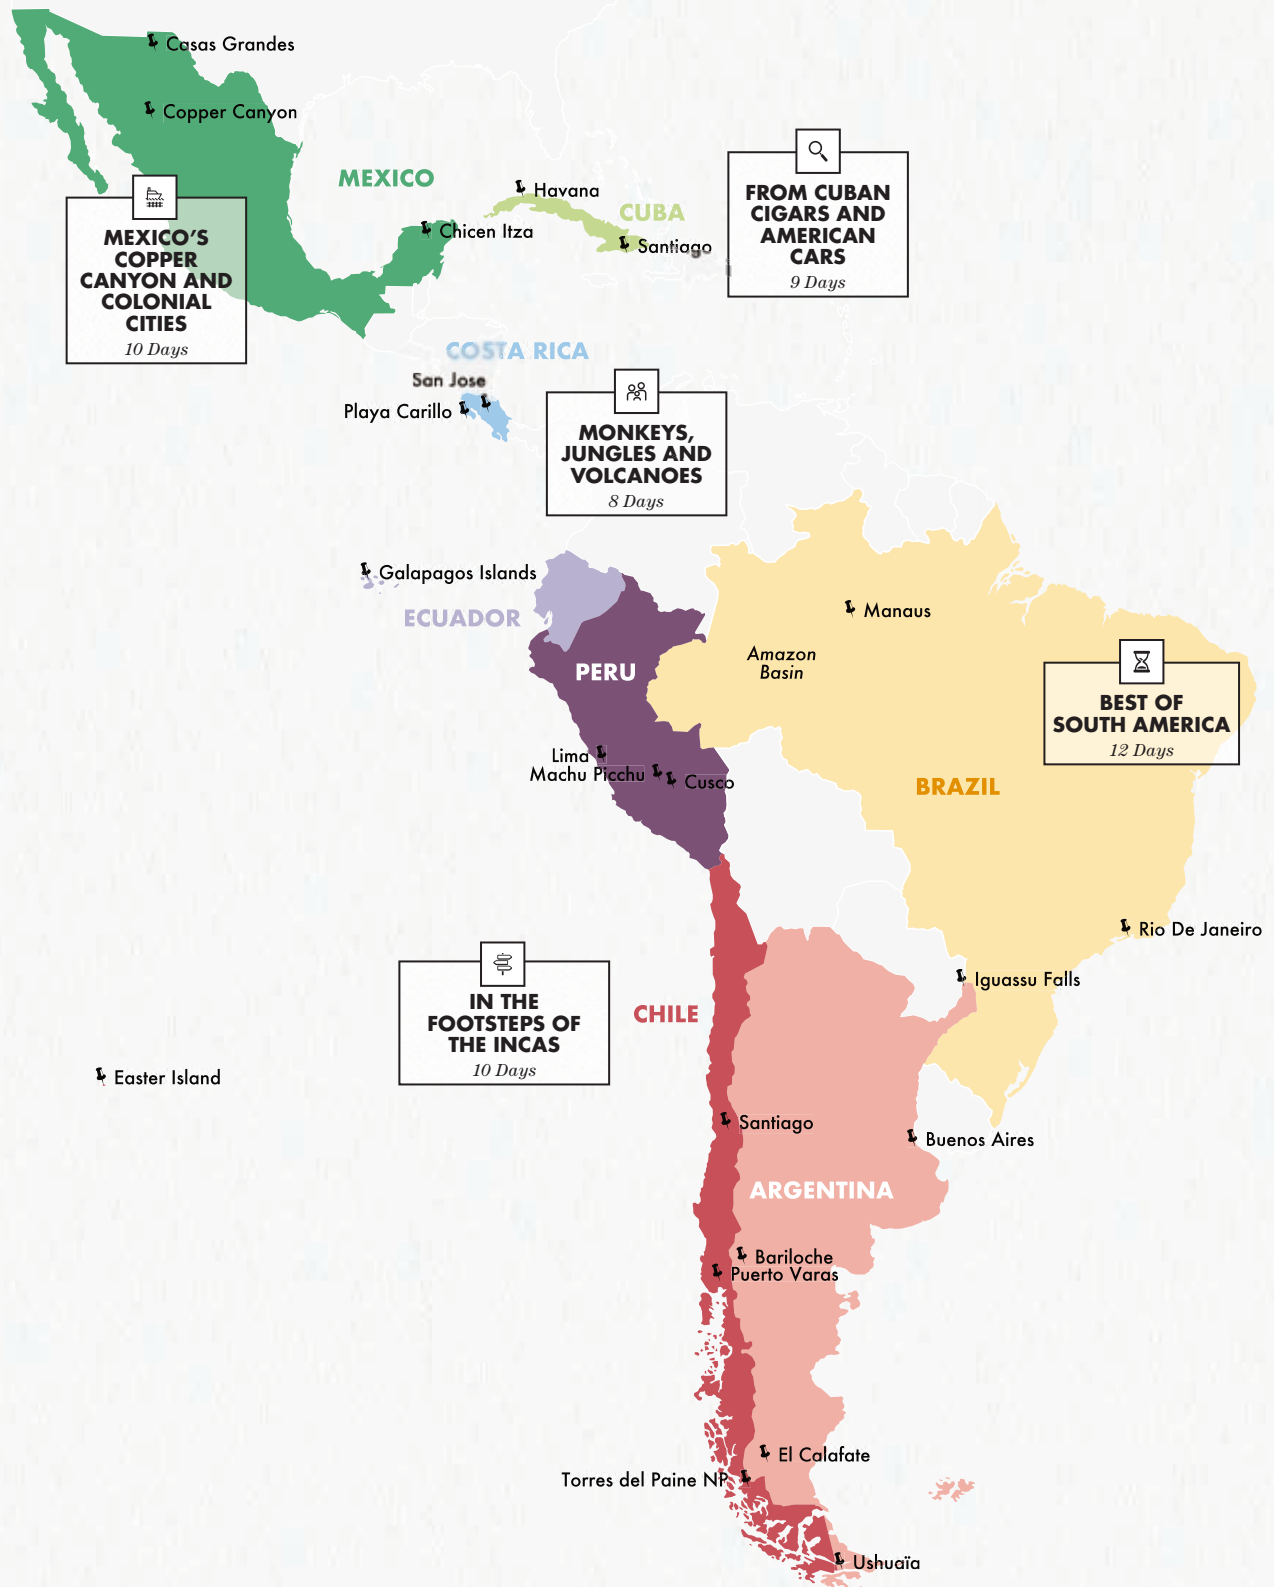 Casas Grandes
Copper Canyon
MEXICO
Havana
CUBA
Chicen Itza
Santiago
FROM CUBAN
CIGARS AND
AMERICAN
CARS
9 Days
MEXICO'S
COPPER
CANYON AND
COLONIAL
CITIES
10 Days
COSTA RICA
San Jose
Playa Carillo
MONKEYS,
JUNGLES AND
VOLCANOES
8 Days
Galapagos Islands
ECUADOR
Manaus
PERU
Amazon
Basin
BEST OF
SOUTH AMERICA
12 Days
Lima
Machu Picchu
Cusco
BRAZIL
Rio De Janeiro
Iguassu Falls
IN THE
FOOTSTEPS OF
THE INCAS
10 Days
CHILE
Easter Island
Santiago
Buenos Aires
ARGENTINA
Bariloche
Puerto Varas
El Calafate
Torres del Paine NP
Ushuaïa